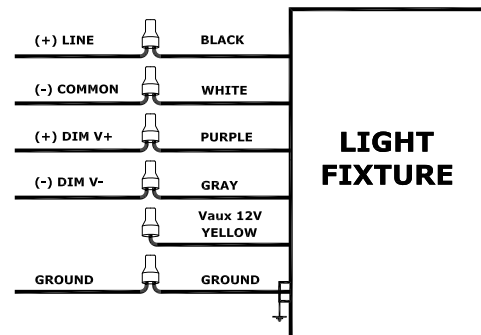 (+) LINE BLACK
(-) COMMON WHITE
(+) DIM V+ PURPLE
(-) DIM V- GRAY
Vaux 12V
YELLOW
GROUND GROUND
LIGHT
FIXTURE